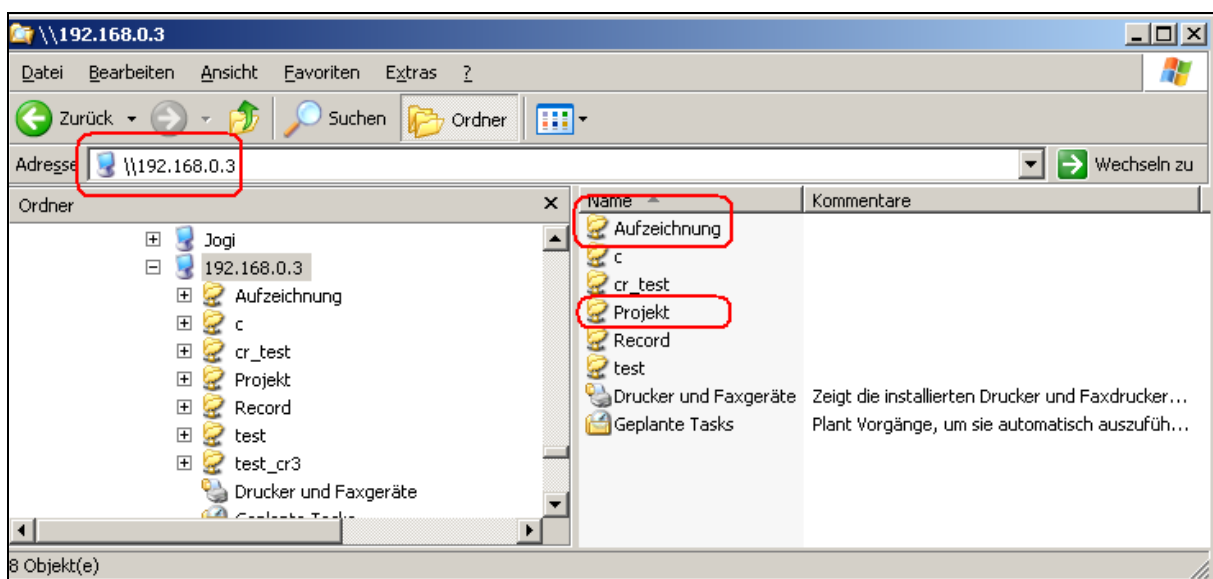 \\192.168.0.3
Datei Bearbeiten Ansicht Favoriten Extras ?
Zurück Suchen Ordner
Adresse \\192.168.0.3 Wechseln zu
Ordner
Jogi
192.168.0.3
Aufzeichnung
c
cr_test
Projekt
Record
test
test_cr3
Drucker und Faxgeräte
Geplante Tasks
Name Kommentare
Aufzeichnung
c
cr_test
Projekt
Record
test
Drucker und Faxgeräte Zeigt die installierten Drucker und Faxdrucker...
Geplante Tasks Plant Vorgänge, um sie automatisch auszufüh...
8 Objekt(e)